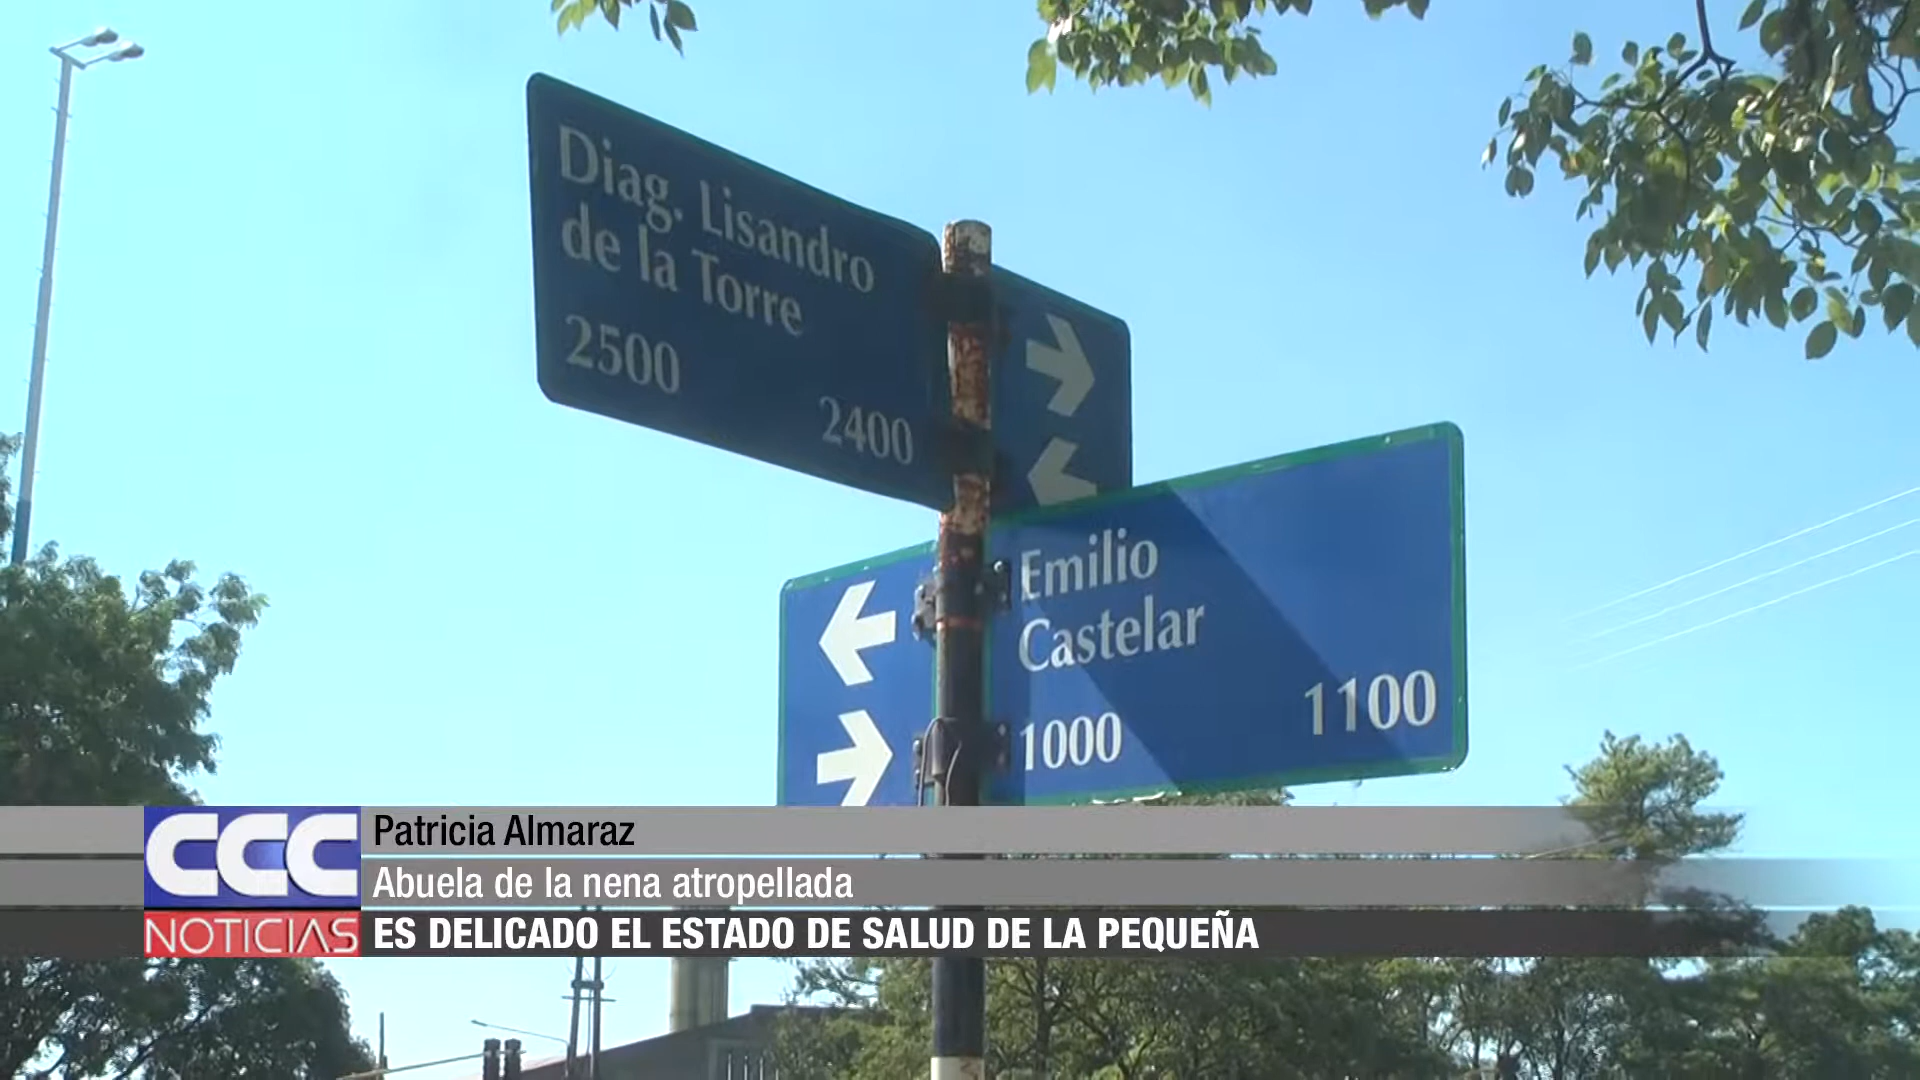 Diag. Lisandro
de la Torre
2500
2400
Emilio
Castelar
1000
1100
CCC
NOTICIAS
Patricia Almaraz
Abuela de la nena atropellada
ES DELICADO EL ESTADO DE SALUD DE LA PEQUEÑA